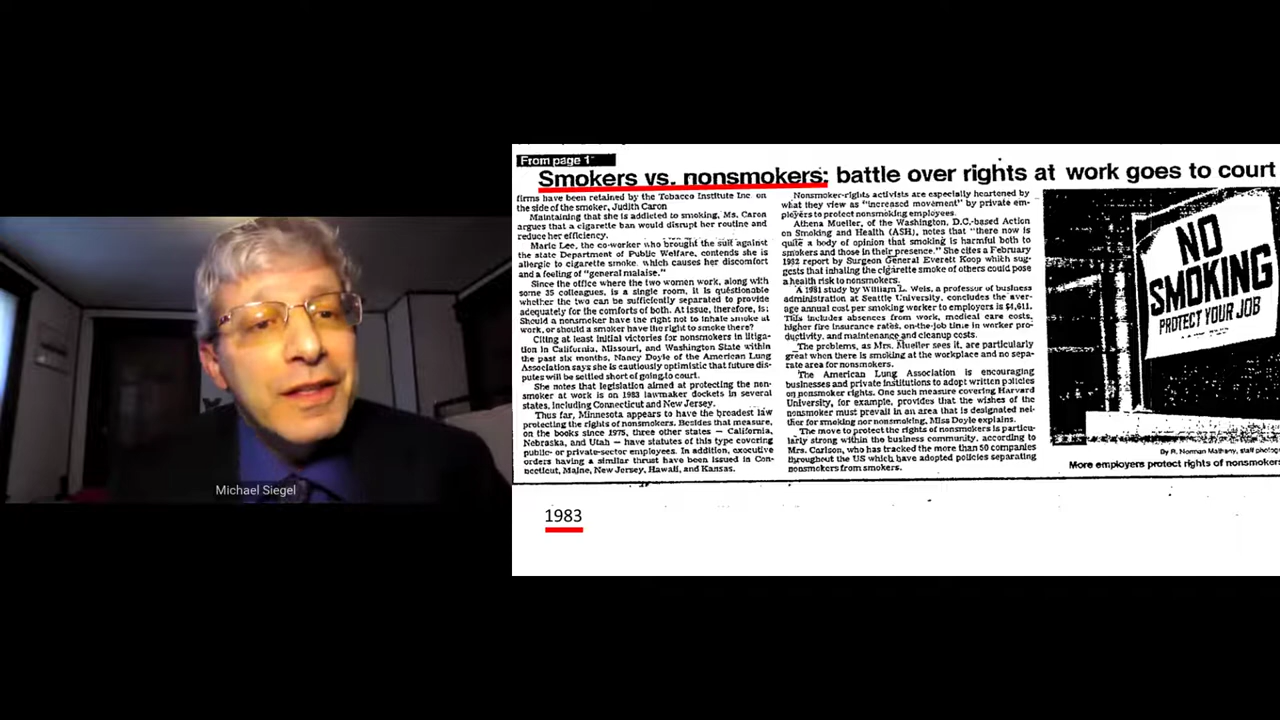 Michael Siegel
From page 1
Smokers vs. nonsmokers: battle over rights at work goes to court
firms have been retained by the Tobacco Institute Inc. on
the side of the smoker, Judith Caron
Maintaining that she is addicted to smoking, Ms. Caron
argues that a cigarette ban would disrupt her routine and
reduce her efficiency.
Marie Lee, the co-worker who brought the suit against
the state Department of Public Welfare, contends she is
allergic to cigarette smoke, which causes her discomfort
and a feeling of "general malaise."
Since the office where the two women work, along with
some 35 colleagues, is a single room, it is questionable
whether the two can be sufficiently separated to provide
adequately for the comforts of both. At issue, therefore, is:
Should a nonsmoker have the right not to inhale smoke at
work, or should a smoker have the right to smoke there?
Citing at least initial victories for nonsmokers in litiga-
tion in California, Missouri, and Washington State within
the past six months, Nancy Doyle of the American Lung
Association says she is cautiously optimistic that future dis-
putes will be settled short of going to court.
She notes that legislation aimed at protecting the non-
smoker at work is on 1983 lawmaker dockets in several
states, including Connecticut and New Jersey.
Thus far, Minnesota appears to have the broadest law
protecting the rights of nonsmokers. Besides that measure,
on the books since 1975, three other states — California,
Nebraska, and Utah — have statutes of this type covering
public- or private-sector employees. In addition, executive
orders having a similar thrust have been issued in Con-
necticut, Maine, New Jersey, Hawaii, and Kansas.
Nonsmoker-rights activists are especially heartened by
what they view as "increased movement" by private em-
ployers to protect nonsmoking employees.
Athena Mueller, of the Washington, D.C.-based Action
on Smoking and Health (ASH), notes that "there now is
quite a body of opinion that smoking is harmful both to
smokers and those in their presence." She cites a February
1982 report by Surgeon General Everett Koop which sug-
gests that inhaling the cigarette smoke of others could pose
a health risk to nonsmokers.
A 1981 study by William L. Weis, a professor of business
administration at Seattle University, concludes the aver-
age annual cost per smoking worker to employers is $4,611.
This includes absences from work, medical care costs,
higher fire insurance rates, on-the-job time in worker pro-
ductivity, and maintenance and cleanup costs.
The problems, as Mrs. Mueller sees it, are particularly
great when there is smoking at the workplace and no sepa-
rate area for nonsmokers.
The American Lung Association is encouraging
businesses and private institutions to adopt written policies
on nonsmoker rights. One such measure covering Harvard
University, for example, provides that the wishes of the
nonsmoker must prevail in an area that is designated nei-
ther for smoking nor nonsmoking, Miss Doyle explains.
The move to protect the rights of nonsmokers is particu-
larly strong within the business community, according to
Mrs. Carlson, who has tracked the more than 50 companies
throughout the US which have adopted policies separating
nonsmokers from smokers.
NO
SMOKING
PROTECT YOUR JOB
By R. Norman Matheny, staff photog
More employers protect rights of nonsmokers
1983